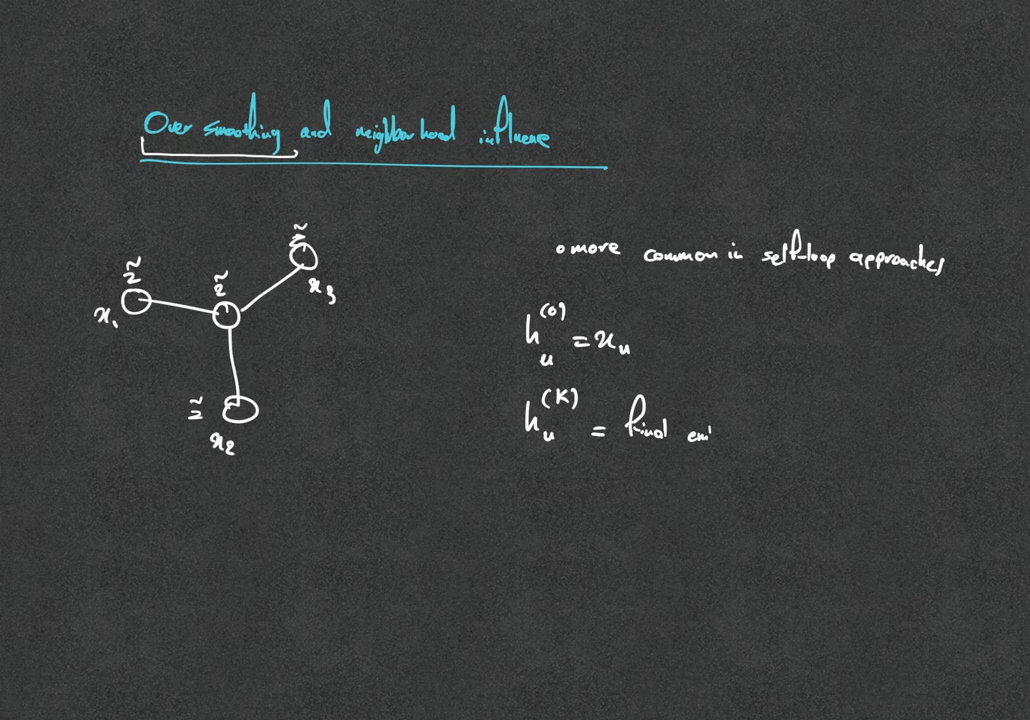 Over smoothing and neighborhood influence
z̃
z̃
z̃
x₃
x₁
z̃
x₂
o more common in self-loop approaches
h_u^(0) = x_u
h_u^(K) = final em